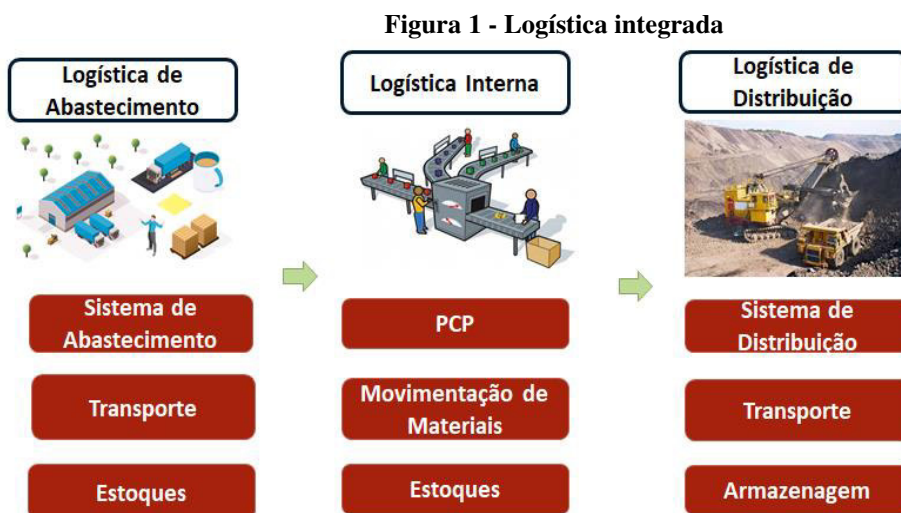 Figura 1 - Logística integrada
Logística de
Abastecimento
Logística Interna
Logística de
Distribuição
Sistema de
Abastecimento
PCP
Sistema de
Distribuição
Transporte
Movimentação de
Materiais
Transporte
Estoques
Estoques
Armazenagem